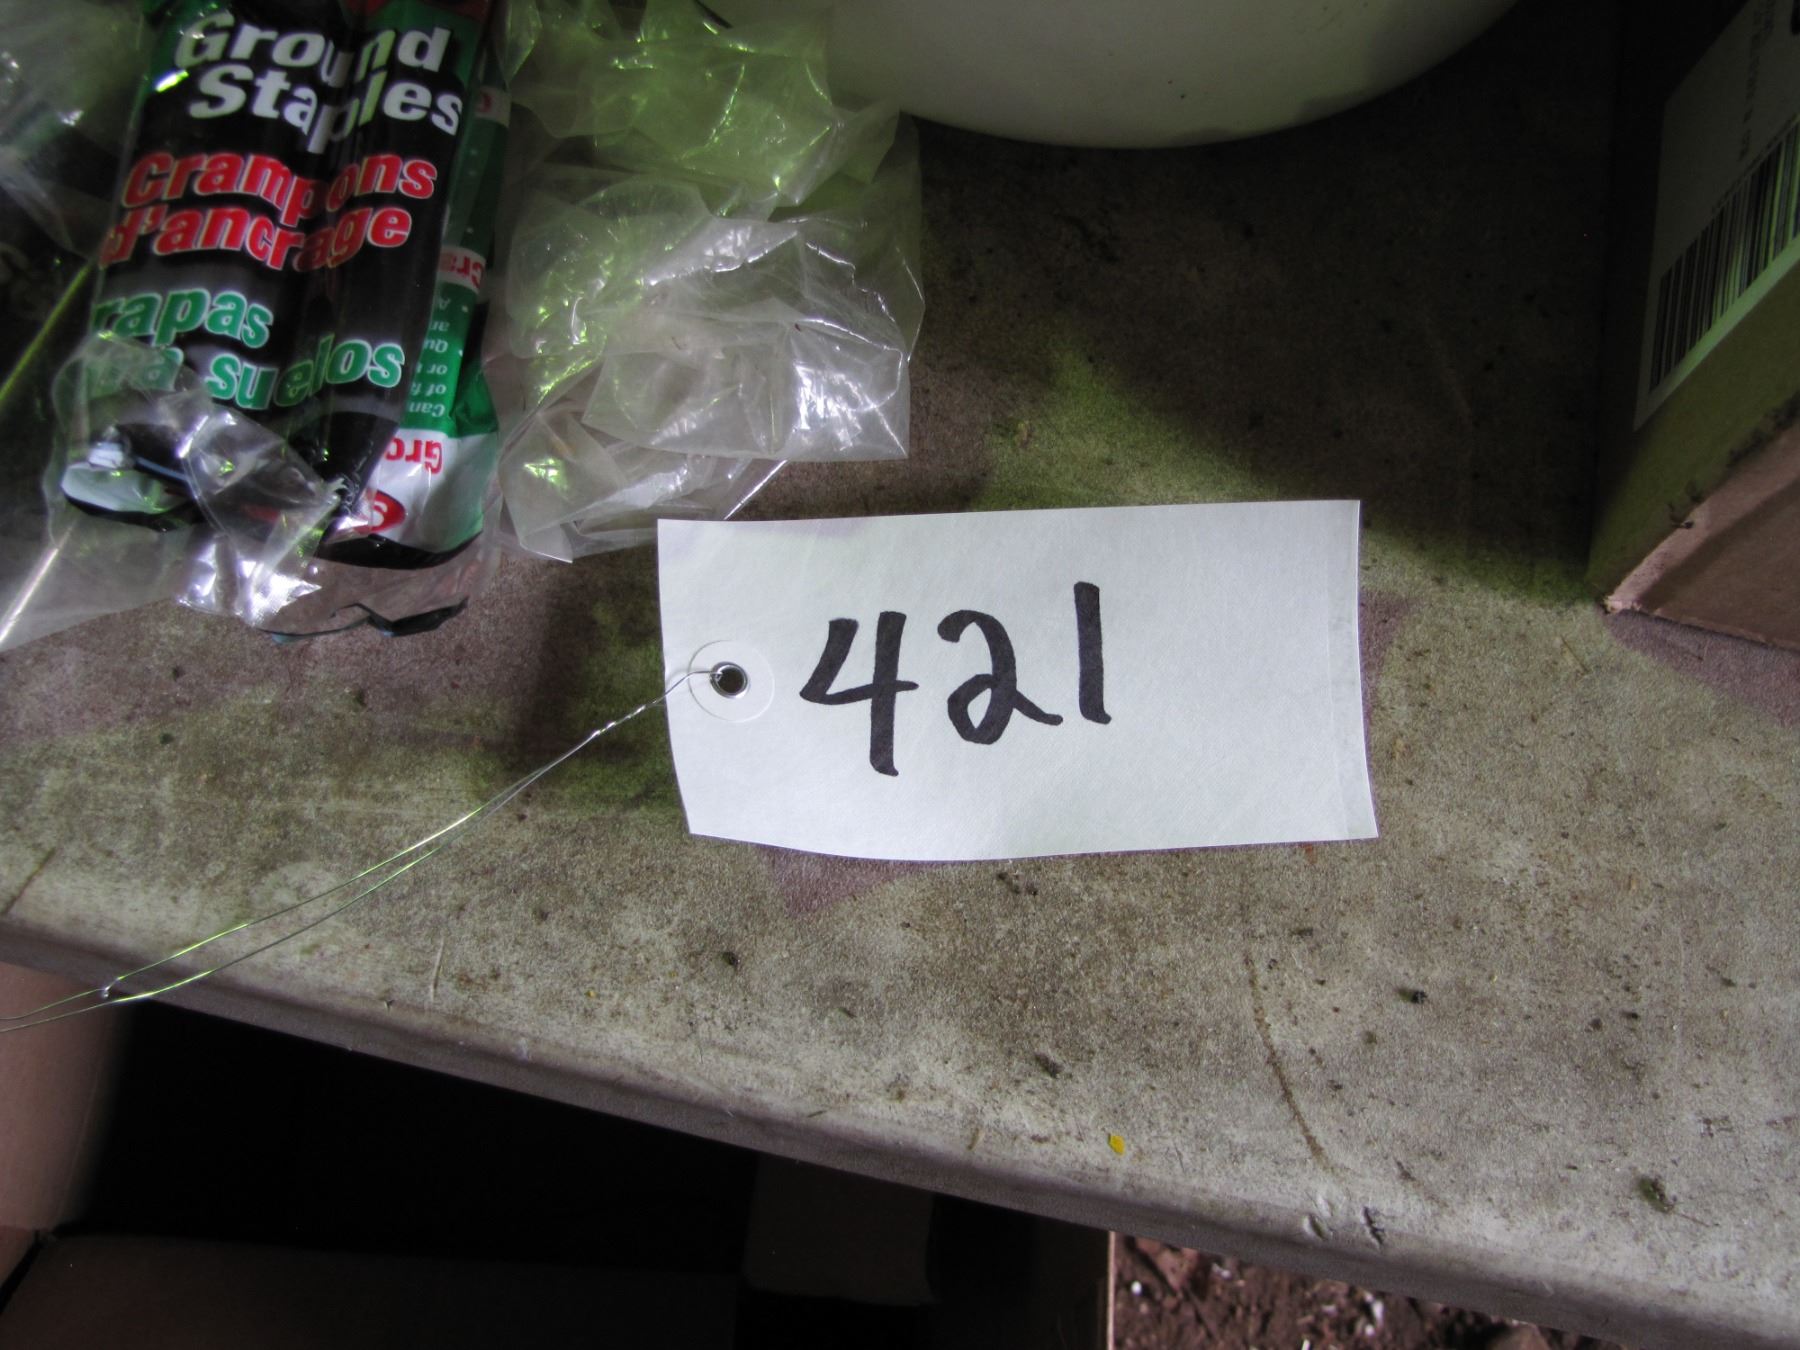 Ground
Staples
Crampons
d'ancrage
rapas
suelos
421